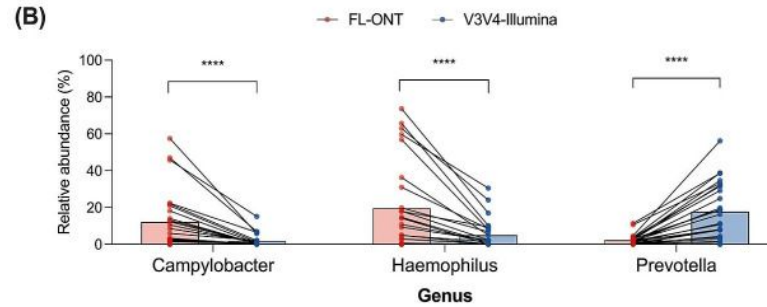 (B)
FL-ONT V3V4-Illumina
Relative abundance (%)
100
80
60
40
20
0
**** **** ****
Campylobacter Haemophilus Prevotella
Genus